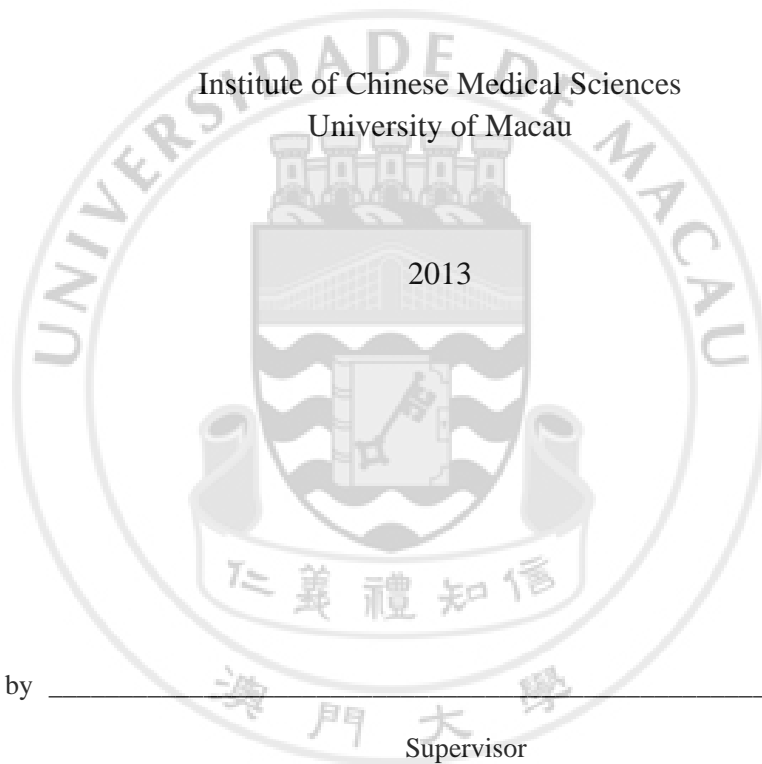 Institute of Chinese Medical Sciences
University of Macau
2013
UNIVERSIDADE DE MACAU
仁義禮知信
by ____________________________________________________
澳門大學
Supervisor